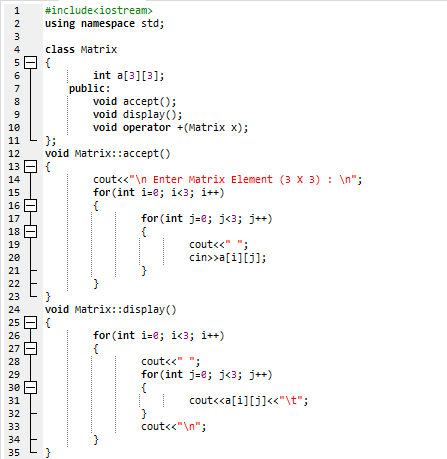 1 #include<iostream>
2 using namespace std;
3
4 class Matrix
5 {
6 int a[3][3];
7 public:
8 void accept();
9 void display();
10 void operator +(Matrix x);
11 };
12 void Matrix::accept()
13 {
14 cout<<"\n Enter Matrix Element (3 X 3) : \n";
15 for(int i=0; i<3; i++)
16 {
17 for(int j=0; j<3; j++)
18 {
19 cout<<" ";
20 cin>>a[i][j];
21 }
22 }
23 }
24 void Matrix::display()
25 {
26 for(int i=0; i<3; i++)
27 {
28 cout<<" ";
29 for(int j=0; j<3; j++)
30 {
31 cout<<a[i][j]<<"\t";
32 }
33 cout<<"\n";
34 }
35 }